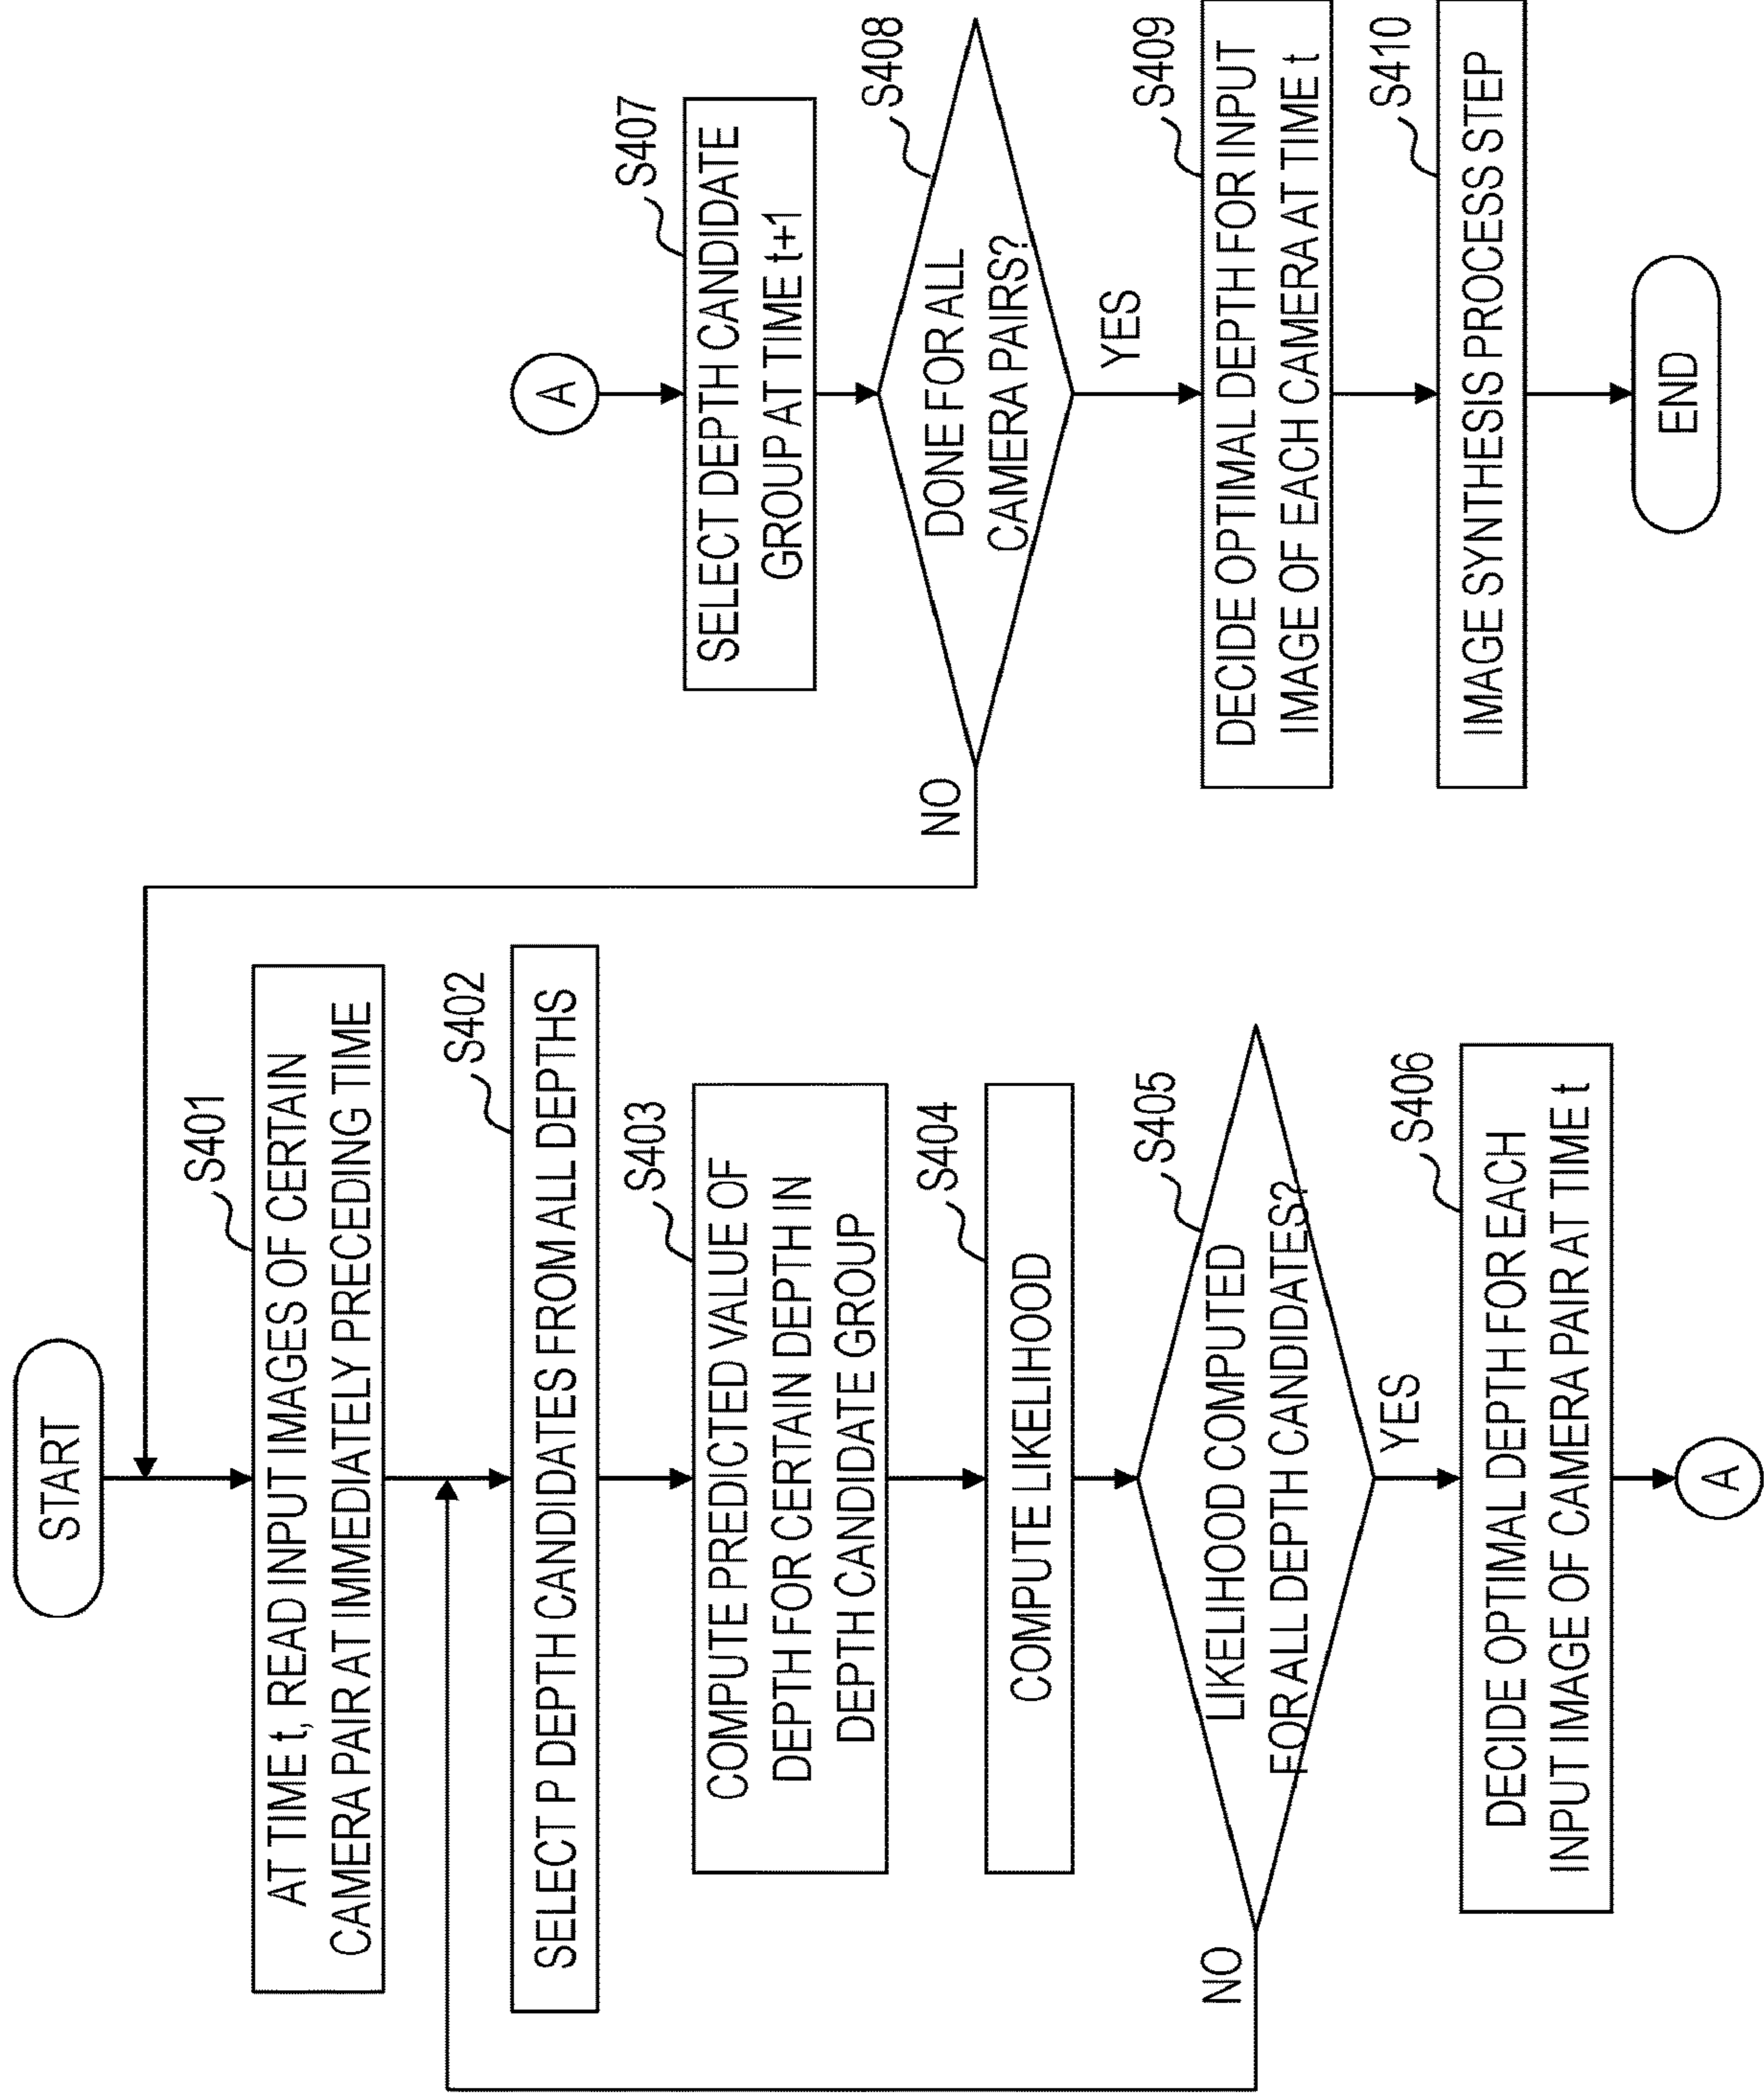 START
S401
AT TIME t, READ INPUT IMAGES OF CERTAIN
CAMERA PAIR AT IMMEDIATELY PRECEDING TIME
S402
SELECT P DEPTH CANDIDATES FROM ALL DEPTHS
S403
COMPUTE PREDICTED VALUE OF
DEPTH FOR CERTAIN DEPTH IN
DEPTH CANDIDATE GROUP
S404
COMPUTE LIKELIHOOD
S405
LIKELIHOOD COMPUTED
FOR ALL DEPTH CANDIDATES?
NO
YES
S406
DECIDE OPTIMAL DEPTH FOR EACH
INPUT IMAGE OF CAMERA PAIR AT TIME t
A
A
S407
SELECT DEPTH CANDIDATE
GROUP AT TIME t+1
S408
DONE FOR ALL
CAMERA PAIRS?
NO
YES
S409
DECIDE OPTIMAL DEPTH FOR INPUT
IMAGE OF EACH CAMERA AT TIME t
S410
IMAGE SYNTHESIS PROCESS STEP
END